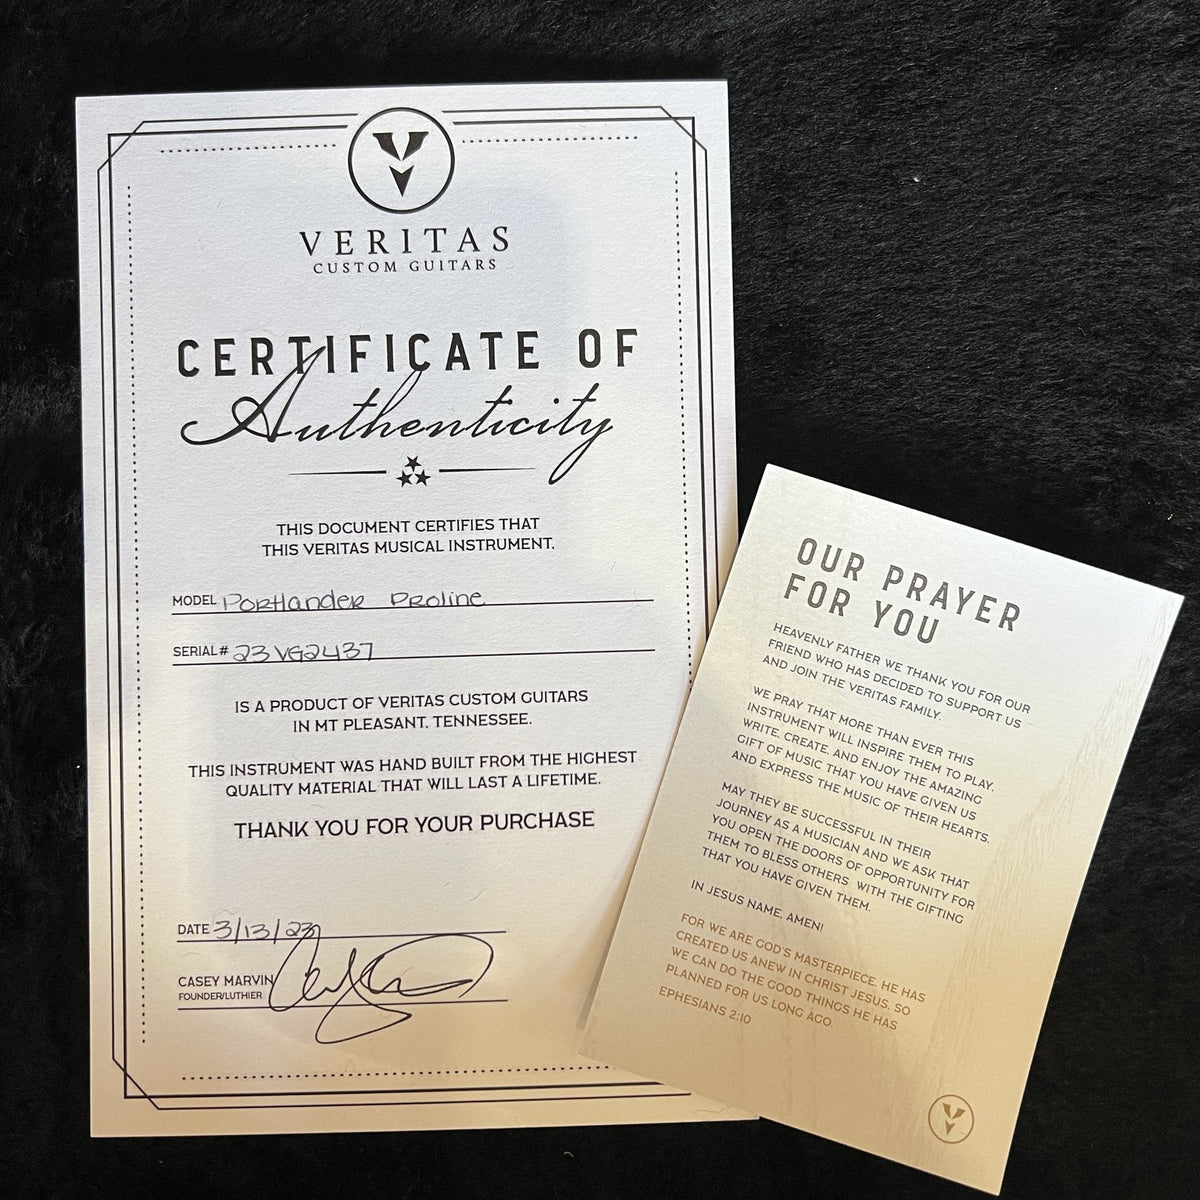 VERITAS
CUSTOM GUITARS
CERTIFICATE OF
Authenticity
THIS DOCUMENT CERTIFIES THAT
THIS VERITAS MUSICAL INSTRUMENT,
MODEL Portlander Proline
SERIAL# 23VG2437
IS A PRODUCT OF VERITAS CUSTOM GUITARS
IN MT PLEASANT, TENNESSEE.
THIS INSTRUMENT WAS HAND BUILT FROM THE HIGHEST
QUALITY MATERIAL THAT WILL LAST A LIFETIME.
THANK YOU FOR YOUR PURCHASE
DATE 3/13/23
CASEY MARVIN
FOUNDER/LUTHIER
OUR PRAYER
FOR YOU
HEAVENLY FATHER WE THANK YOU FOR OUR
FRIEND WHO HAS DECIDED TO SUPPORT US
AND JOIN THE VERITAS FAMILY.
WE PRAY THAT MORE THAN EVER THIS
INSTRUMENT WILL INSPIRE THEM TO PLAY,
WRITE, CREATE, AND ENJOY THE AMAZING
GIFT OF MUSIC THAT YOU HAVE GIVEN US
AND EXPRESS THE MUSIC OF THEIR HEARTS.
MAY THEY BE SUCCESSFUL IN THEIR
JOURNEY AS A MUSICIAN AND WE ASK THAT
YOU OPEN THE DOORS OF OPPORTUNITY FOR
THEM TO BLESS OTHERS WITH THE GIFTING
THAT YOU HAVE GIVEN THEM.
IN JESUS NAME, AMEN!
FOR WE ARE GOD'S MASTERPIECE. HE HAS
CREATED US ANEW IN CHRIST JESUS, SO
WE CAN DO THE GOOD THINGS HE HAS
PLANNED FOR US LONG AGO.
EPHESIANS 2:10